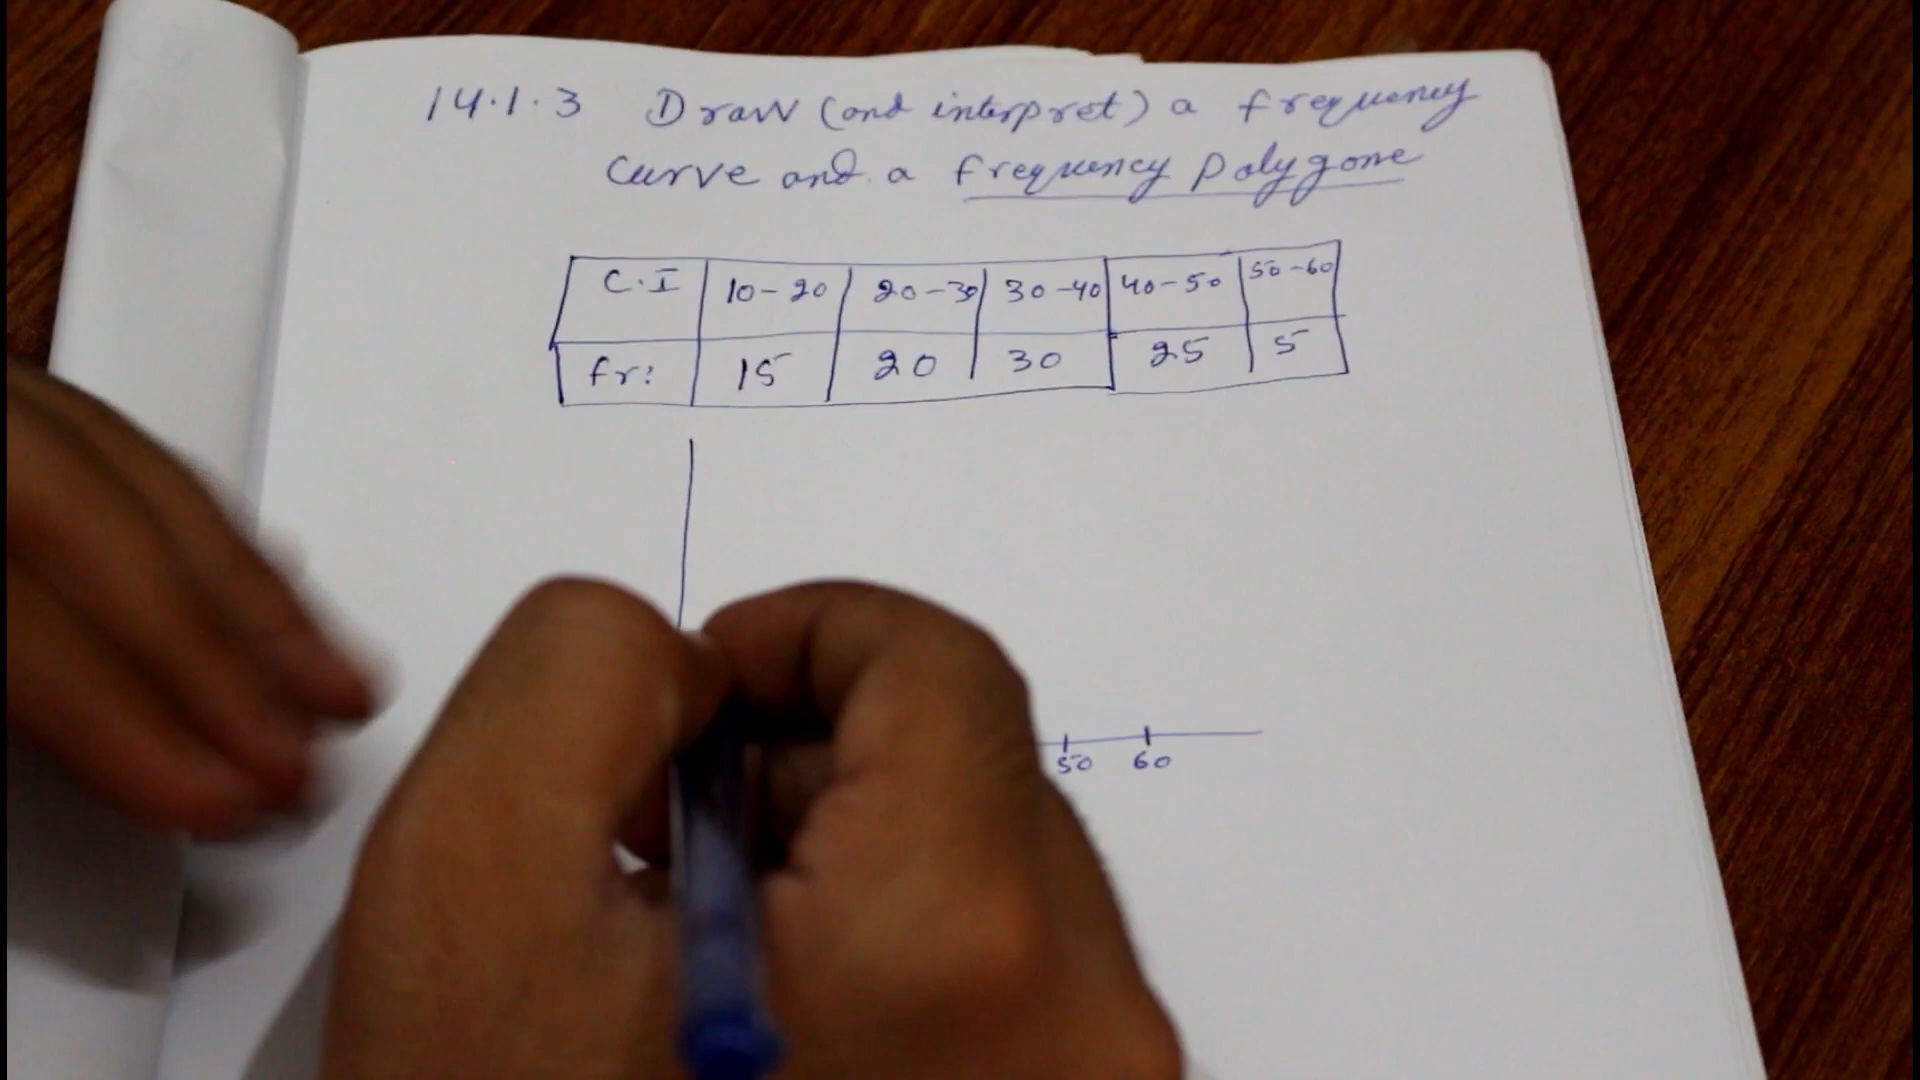 14.1.3 Draw (and interpret) a frequency
curve and a frequency polygone
C.I 10-20 20-30 30-40 40-50 50-60
fr: 15 20 30 25 5
50 60